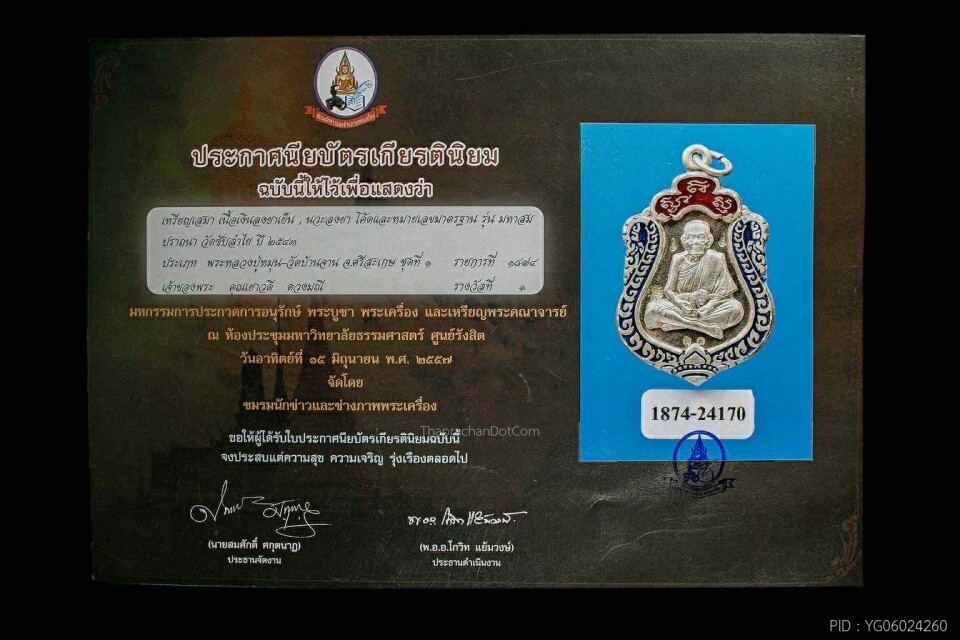 ประกาศนียบัตรเกียรตินิยม
ฉบับนี้ให้ไว้เพื่อแสดงว่า
เหรียญเสมา เนื้อเงินลงยาเย็น , นวะลงยา โค้ตและหมายเลขมาตรฐาน รุ่น มหาสม
ปราถนา วัดซับลำใย ปี ๒๕๔๓
ประเภท พระหลวงปู่หมุน-วัดบ้านจาน จ.ศรีสะเกษ ชุดที่ ๑ รายการที่ ๑๘๗๔
เจ้าของพระ คุณเยาวดี ดวงมณี รางวัลที่ ๑
มหกรรมการประกวดการอนุรักษ์ พระบูชา พระเครื่อง และเหรียญพระคณาจารย์
ณ ห้องประชุมมหาวิทยาลัยธรรมศาสตร์ ศูนย์รังสิต
วันอาทิตย์ที่ ๑๕ มิถุนายน พ.ศ. ๒๕๕๗
จัดโดย
ชมรมนักข่าวและช่างภาพพระเครื่อง
ThaprachanDotCom
ขอให้ผู้ได้รับใบประกาศนียบัตรเกียรตินิยมฉบับนี้
จงประสบแต่ความสุข ความเจริญ รุ่งเรืองตลอดไป
(นายสมศักดิ์ ศกุตนาฏ)
ประธานจัดงาน
(พ.อ.อ.โกวิท แย้มวงษ์)
ประธานดำเนินงาน
1874-24170
PID : YG06024260